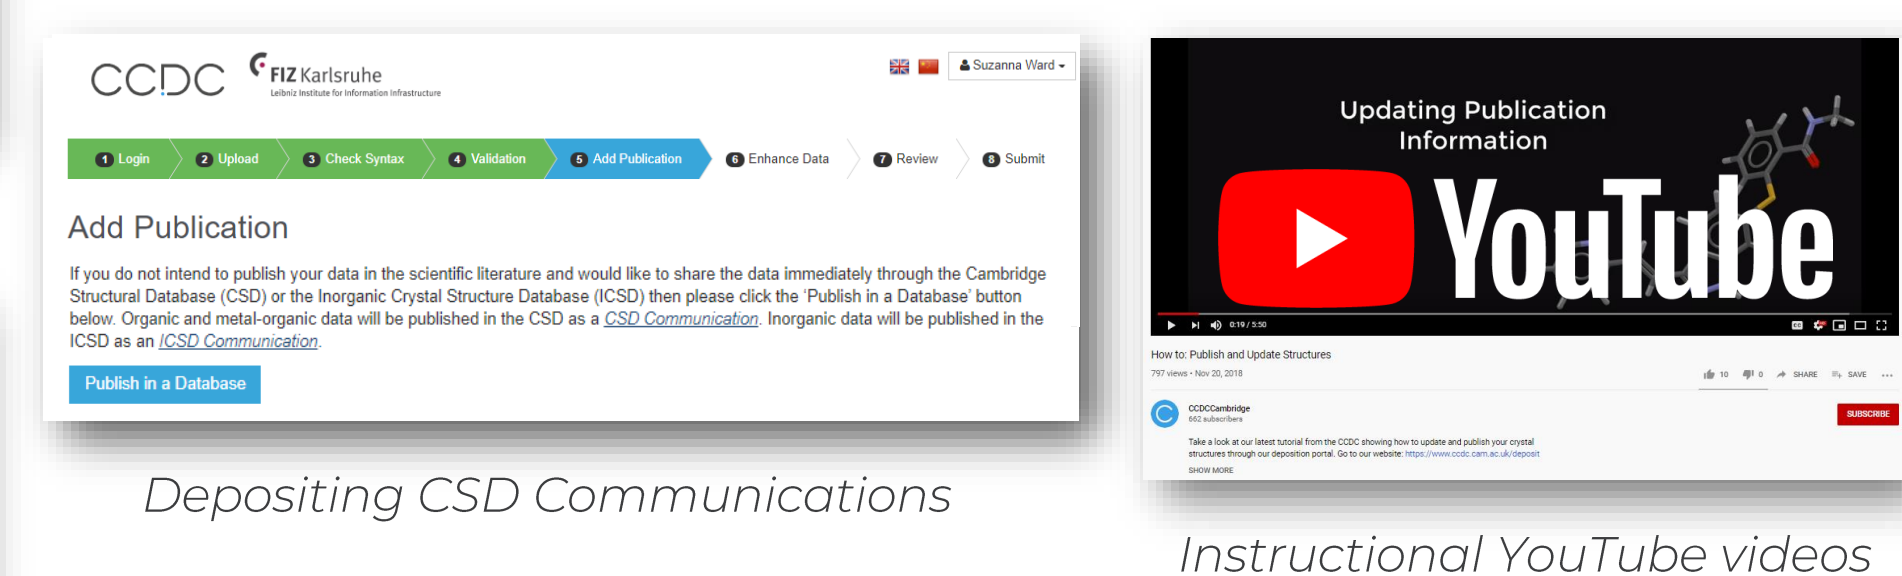 CCDC
FIZ Karlsruhe
Leibniz Institute for Information Infrastructure
Suzanna Ward
1 Login
2 Upload
3 Check Syntax
4 Validation
5 Add Publication
6 Enhance Data
7 Review
8 Submit
Add Publication
If you do not intend to publish your data in the scientific literature and would like to share the data immediately through the Cambridge
Structural Database (CSD) or the Inorganic Crystal Structure Database (ICSD) then please click the 'Publish in a Database' button
below. Organic and metal-organic data will be published in the CSD as a CSD Communication. Inorganic data will be published in the
ICSD as an ICSD Communication.
Publish in a Database
Depositing CSD Communications
Updating Publication
Information
YouTube
0:19 / 5:50
CC
How to: Publish and Update Structures
797 views • Nov 20, 2018
10
0
SHARE
SAVE
CCDCCambridge
662 subscribers
SUBSCRIBE
Take a look at our latest tutorial from the CCDC showing how to update and publish your crystal
structures through our deposition portal. Go to our website: https://www.ccdc.cam.ac.uk/deposit
SHOW MORE
Instructional YouTube videos